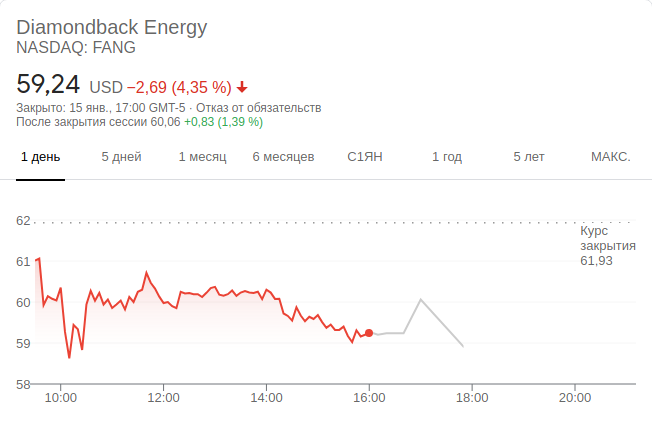 Diamondback Energy
NASDAQ: FANG
59,24 USD −2,69 (4,35 %)
Закрыто: 15 янв., 17:00 GMT-5 · Отказ от обязательств
После закрытия сессии 60,06 +0,83 (1,39 %)
1 день 5 дней 1 месяц 6 месяцев С1ЯН 1 год 5 лет МАКС.
62
Курс
закрытия
61,93
61
60
59
58
10:00 12:00 14:00 16:00 18:00 20:00